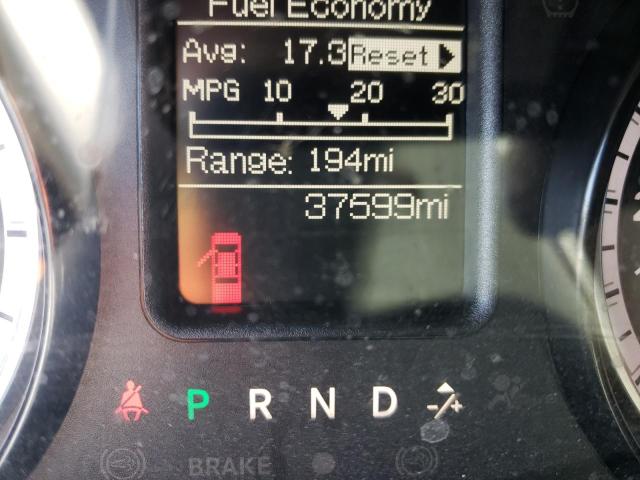 Fuel Economy
Avg: 17.3 Reset
MPG 10 20 30
Range: 194mi
37599mi
P R N D -/+
BRAKE